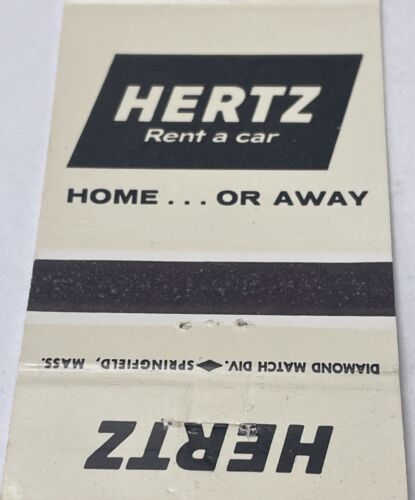 HERTZ
Rent a car
HOME . . . OR AWAY
DIAMOND MATCH DIV. SPRINGFIELD, MASS.
HERTZ